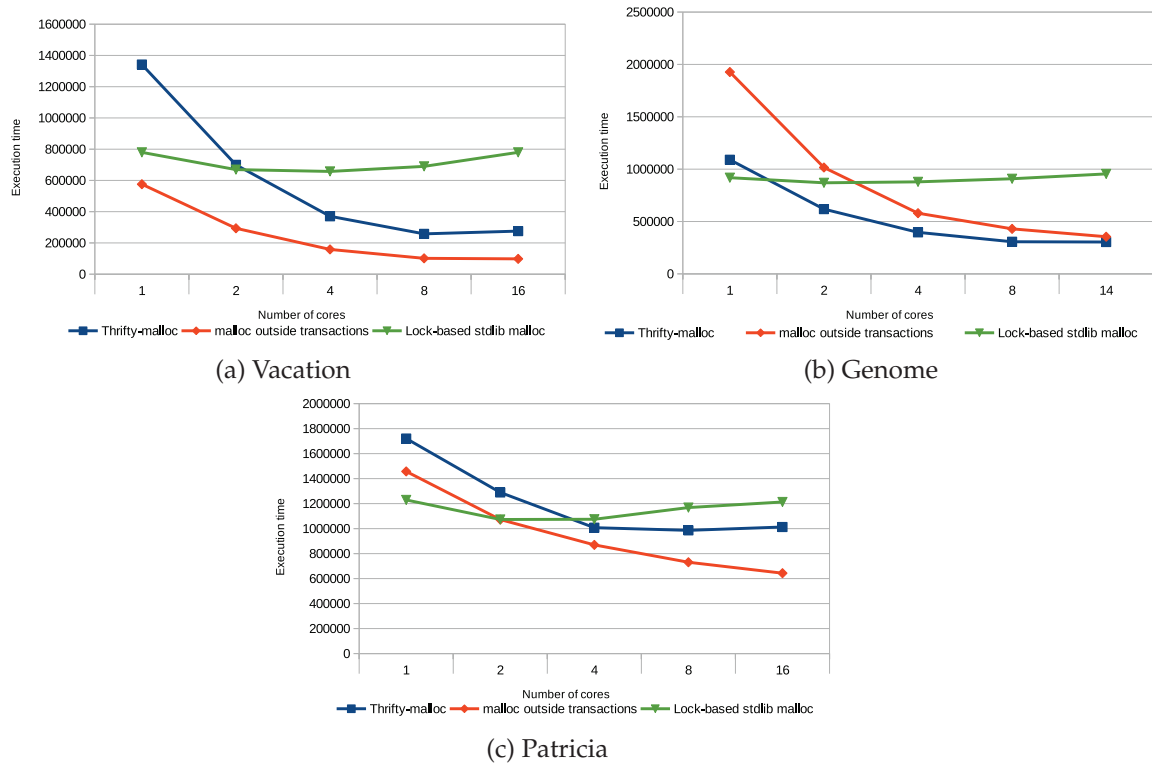 1600000
1400000
1200000
1000000
800000
600000
400000
200000
0
Execution time
1 2 4 8 16
Number of cores
Thrifty-malloc malloc outside transactions Lock-based stdlib malloc
(a) Vacation
2500000
2000000
1500000
1000000
500000
0
Execution time
1 2 4 8 14
Number of cores
Thrifty-malloc malloc outside transactions Lock-based stdlib malloc
(b) Genome
2000000
1800000
1600000
1400000
1200000
1000000
800000
600000
400000
200000
0
Execution time
1 2 4 8 16
Number of cores
Thrifty-malloc malloc outside transactions Lock-based stdlib malloc
(c) Patricia